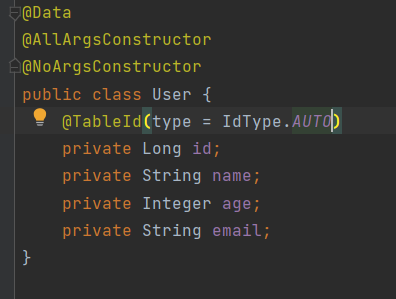 @Data
@AllArgsConstructor
@NoArgsConstructor
public class User {
    @TableId(type = IdType.AUTO)
    private Long id;
    private String name;
    private Integer age;
    private String email;
}